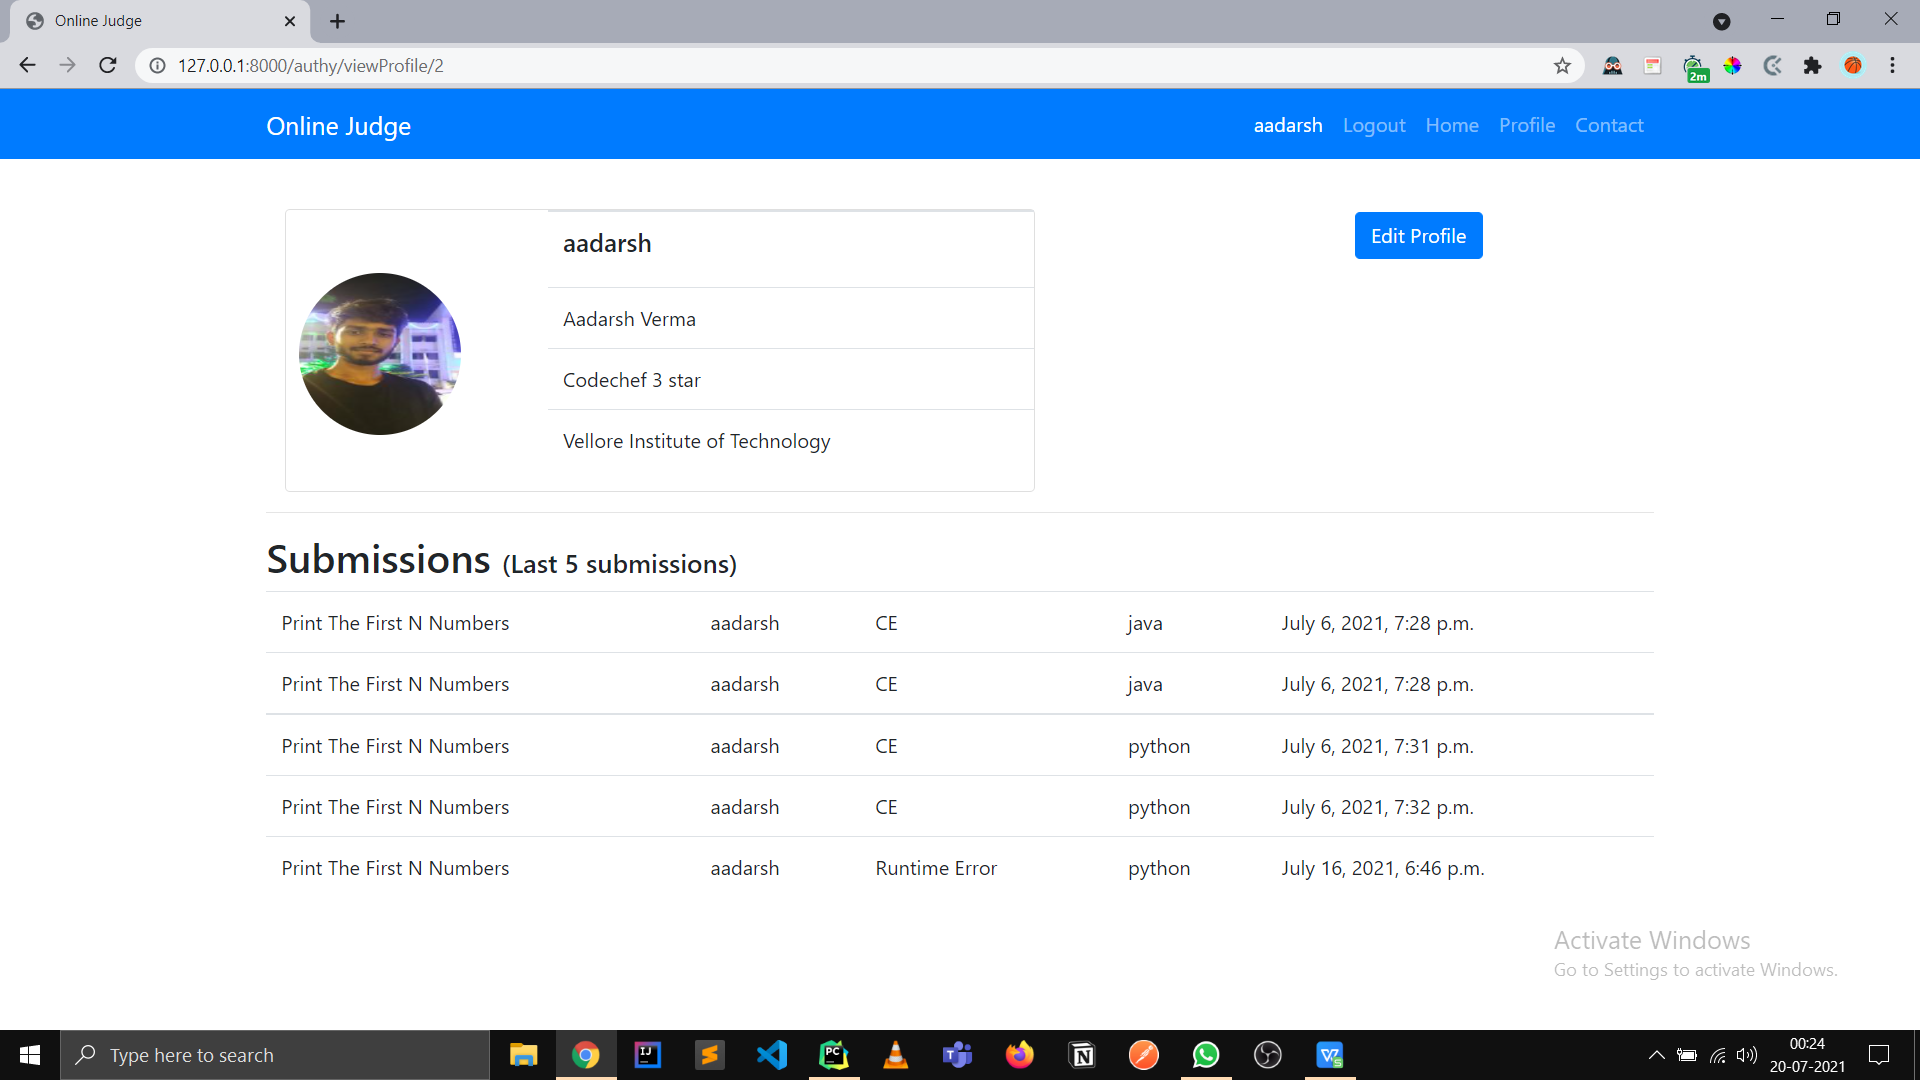 Online Judge
127.0.0.1:8000/authy/viewProfile/2
2m
Online Judge
aadarsh Logout Home Profile Contact
aadarsh
Edit Profile
Aadarsh Verma
Codechef 3 star
Vellore Institute of Technology
Submissions (Last 5 submissions)
Print The First N Numbers aadarsh CE java July 6, 2021, 7:28 p.m.
Print The First N Numbers aadarsh CE java July 6, 2021, 7:28 p.m.
Print The First N Numbers aadarsh CE python July 6, 2021, 7:31 p.m.
Print The First N Numbers aadarsh CE python July 6, 2021, 7:32 p.m.
Print The First N Numbers aadarsh Runtime Error python July 16, 2021, 6:46 p.m.
Activate Windows
Go to Settings to activate Windows.
Type here to search
IJ
PC
T
N
00:24
20-07-2021